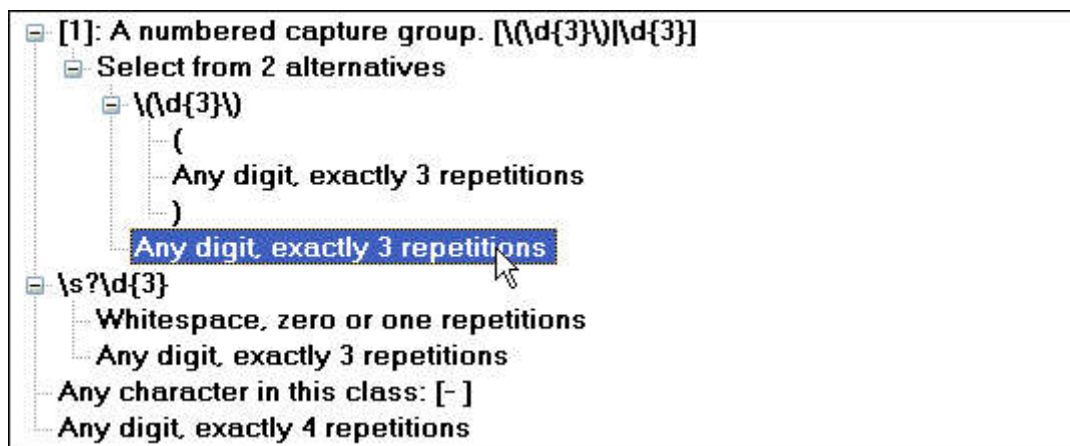 [1]: A numbered capture group. [\(\d{3}\)|\d{3}]
Select from 2 alternatives
\(\d{3}\)
(
Any digit, exactly 3 repetitions
)
Any digit, exactly 3 repetitions
\s?\d{3}
Whitespace, zero or one repetitions
Any digit, exactly 3 repetitions
Any character in this class: [- ]
Any digit, exactly 4 repetitions